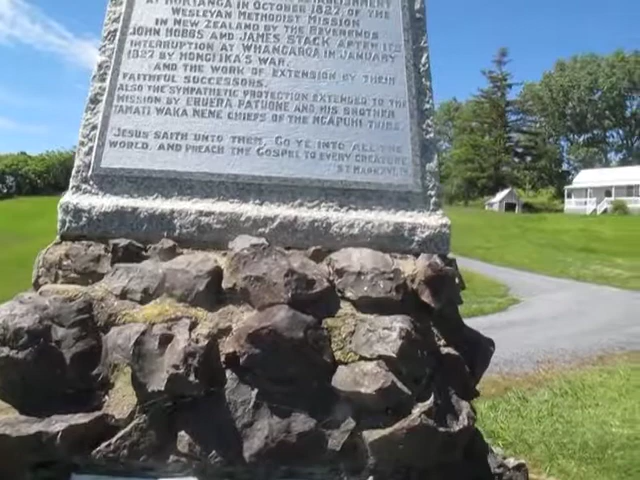 AT HOKIANGA IN OCTOBER 1827, OF THE
WESLEYAN METHODIST MISSION
IN NEW ZEALAND BY THE REVERENDS
JOHN HOBBS AND JAMES STACK AFTER ITS
INTERRUPTION AT WHANGAROA IN JANUARY
1827 BY HONGI IKA'S WAR.
AND THE WORK OF EXTENSION BY THEIR
FAITHFUL SUCCESSORS.
ALSO THE SYMPATHETIC PROTECTION EXTENDED TO THE
MISSION BY ERUERA PATUONE AND HIS BROTHER
TAMATI WAKA NENE CHIEFS OF THE NGAPUHI TRIBE.
JESUS SAITH UNTO THEM, GO YE INTO ALL THE
WORLD, AND PREACH THE GOSPEL TO EVERY CREATURE
ST MARK